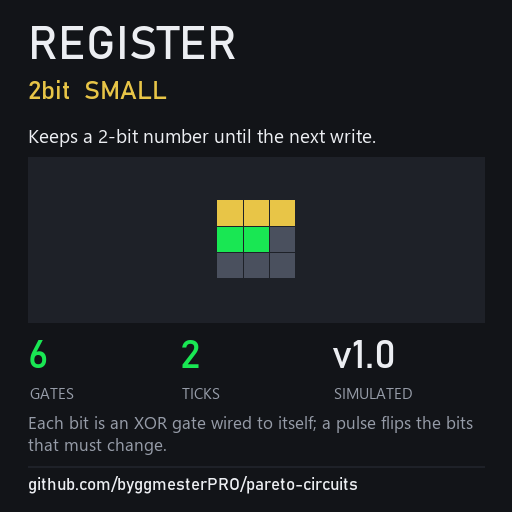 REGISTER
2bit SMALL
Keeps a 2-bit number until the next write.
6 2 v1.0
GATES TICKS SIMULATED
Each bit is an XOR gate wired to itself; a pulse flips the bits
that must change.
github.com/byggmesterPRO/pareto-circuits